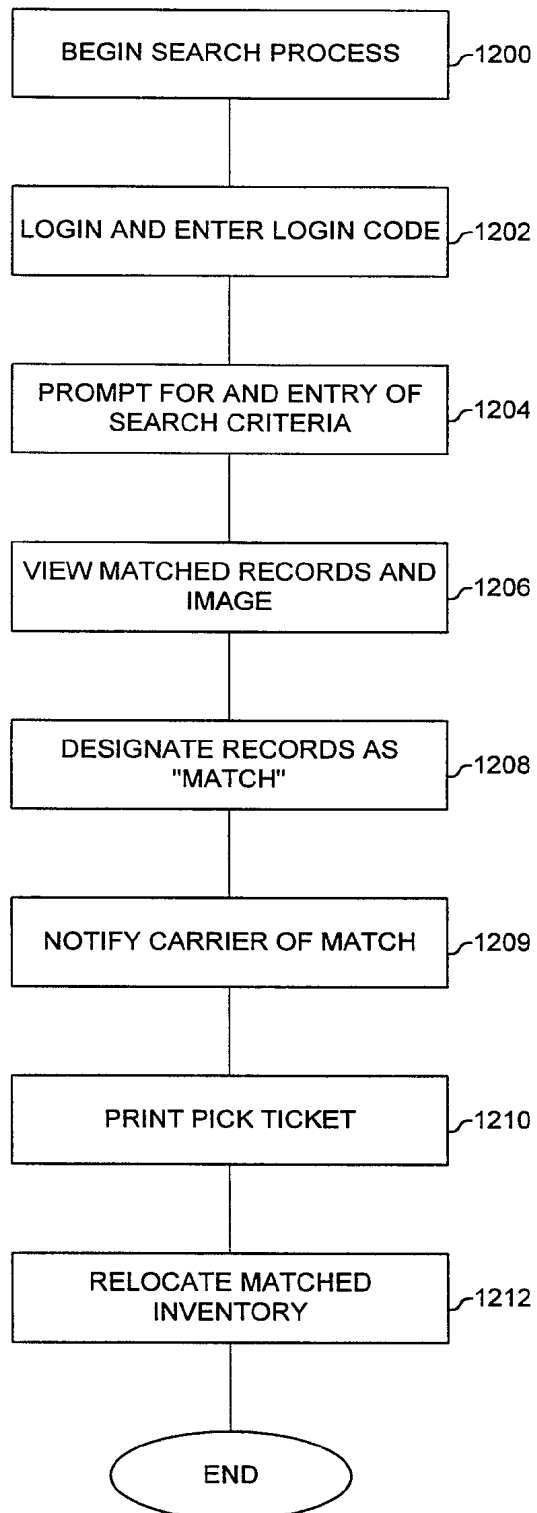 BEGIN SEARCH PROCESS
1200
LOGIN AND ENTER LOGIN CODE
1202
PROMPT FOR AND ENTRY OF
SEARCH CRITERIA
1204
VIEW MATCHED RECORDS AND
IMAGE
1206
DESIGNATE RECORDS AS
"MATCH"
1208
NOTIFY CARRIER OF MATCH
1209
PRINT PICK TICKET
1210
RELOCATE MATCHED
INVENTORY
1212
END